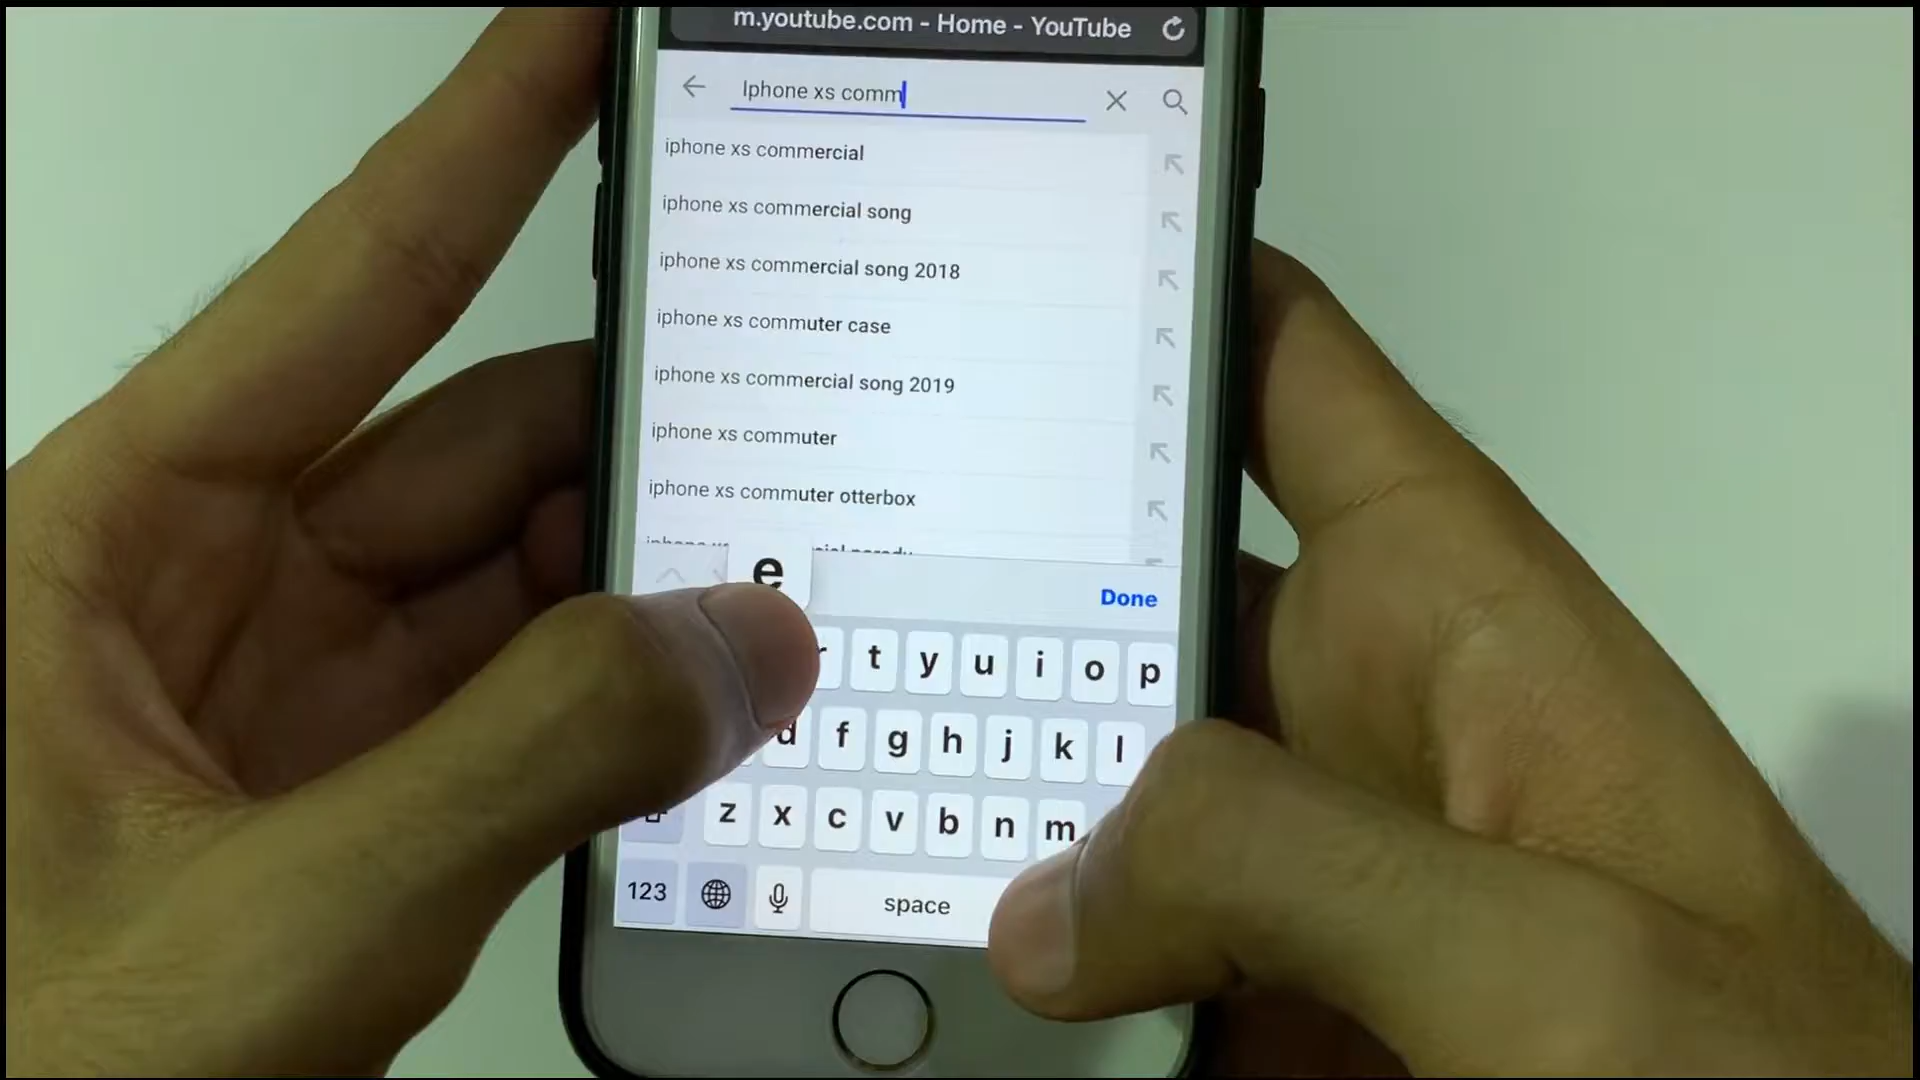 m.youtube.com - Home - YouTube
Iphone xs comm
iphone xs commercial
iphone xs commercial song
iphone xs commercial song 2018
iphone xs commuter case
iphone xs commercial song 2019
iphone xs commuter
iphone xs commuter otterbox
e
Done
t y u i o p
d f g h j k l
z x c v b n m
123 space